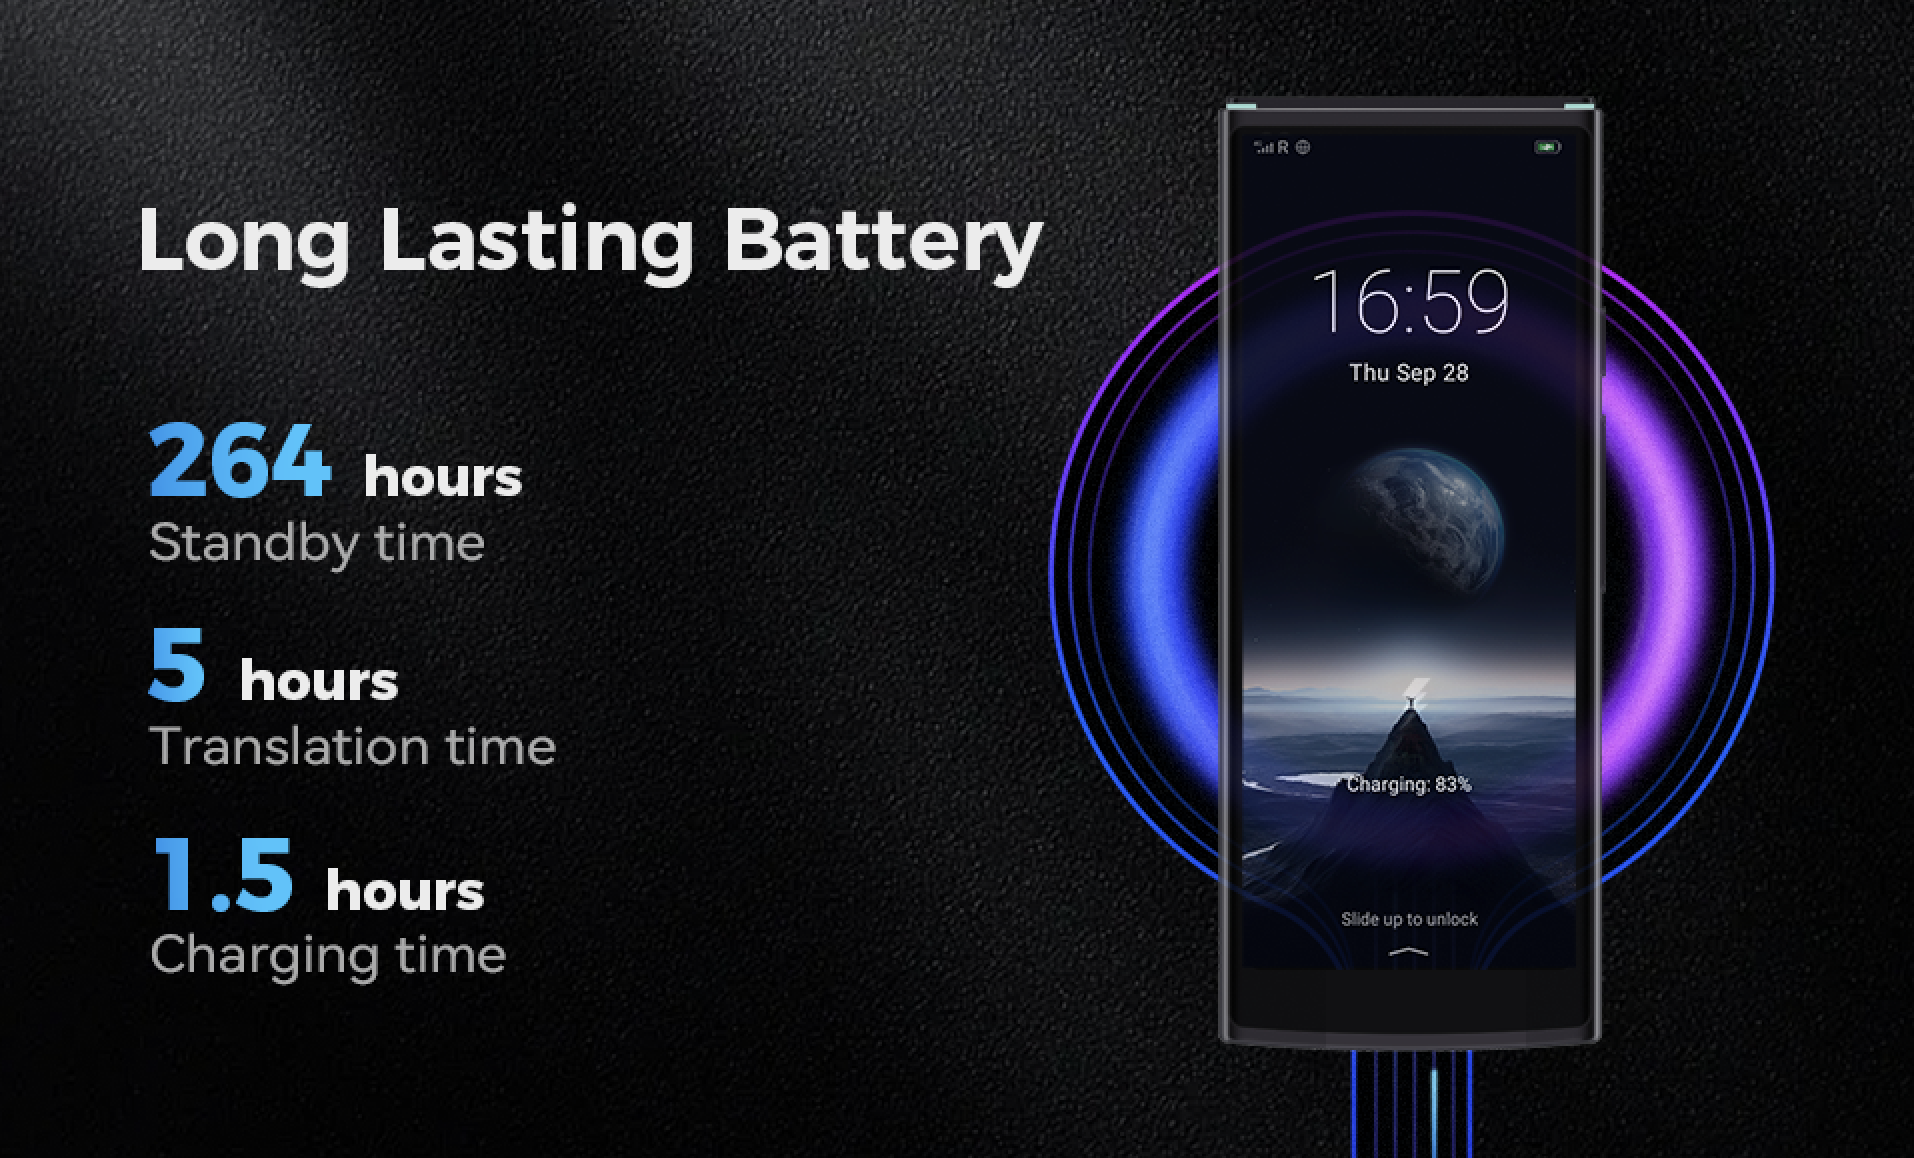 Long Lasting Battery
264 hours
Standby time
5 hours
Translation time
1.5 hours
Charging time
R
16:59
Thu Sep 28
Charging: 83%
Slide up to unlock